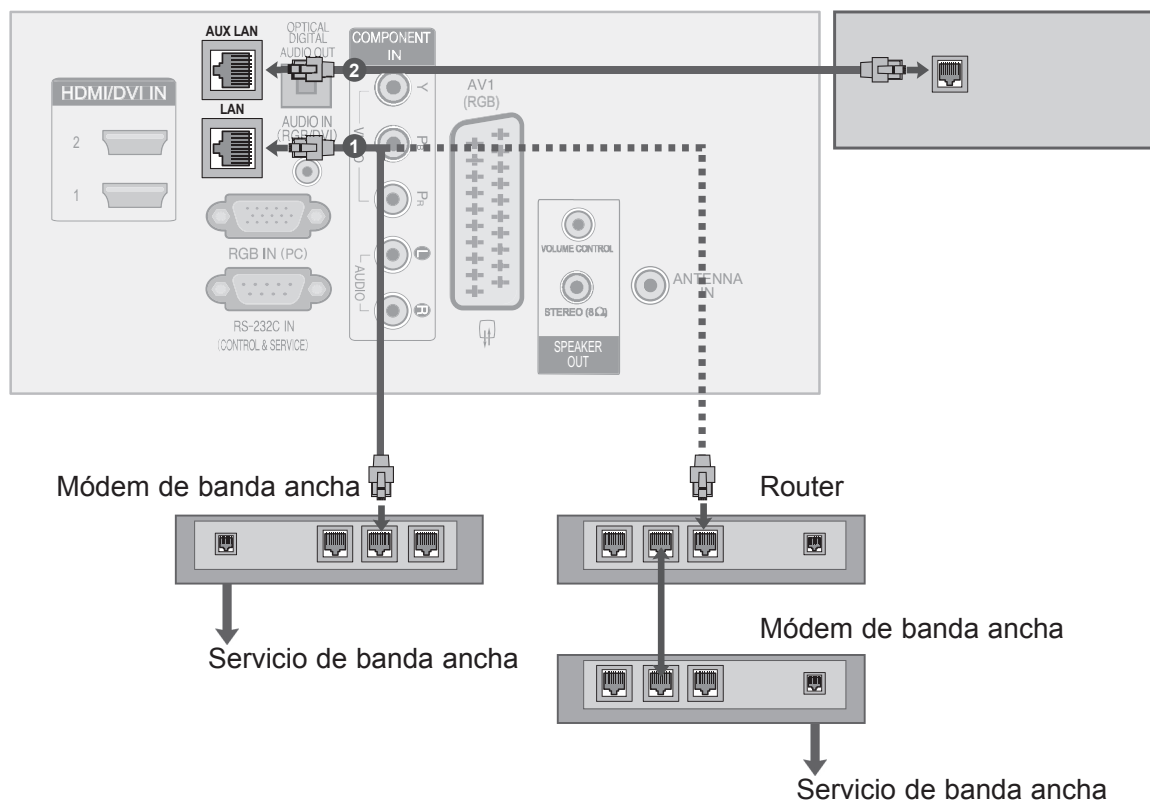 AUX LAN
OPTICAL
DIGITAL
AUDIO OUT
COMPONENT
IN
2
Y
AV1
(RGB)
HDMI/DVI IN
LAN
AUDIO IN
(RGB/DVI)
VIDEO
2
1
PB
1
PR
RGB IN (PC)
L
AUDIO
R
VOLUME CONTROL
STEREO (8Ω)
SPEAKER
OUT
ANTENNA
IN
RS-232C IN
(CONTROL & SERVICE)
Módem de banda ancha
Router
Servicio de banda ancha
Módem de banda ancha
Servicio de banda ancha